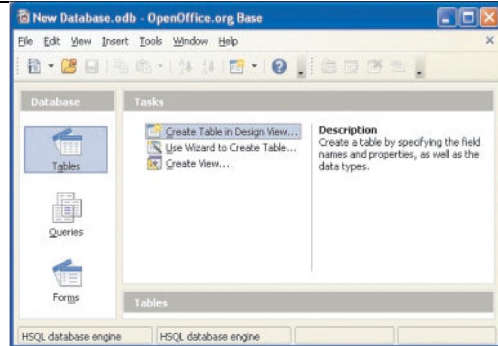 New Database.odb - OpenOffice.org Base
File Edit View Insert Tools Window Help
Database
Tasks
Tables
Queries
Forms
Create Table in Design View...
Use Wizard to Create Table...
Create View...
Description
Create a table by specifying the field
names and properties, as well as the
data types.
Tables
HSQL database engine
HSQL database engine